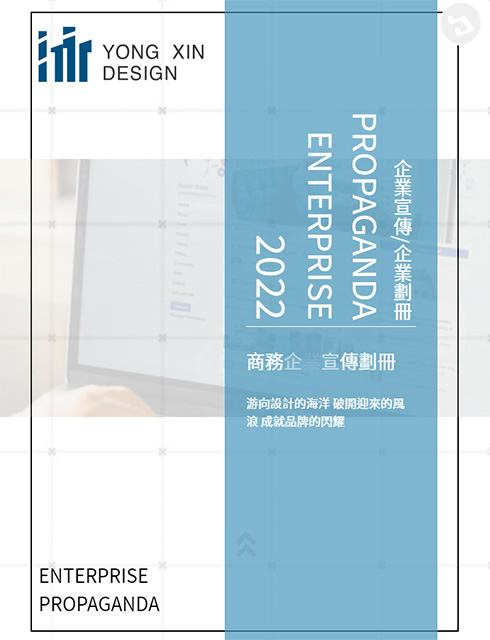 YONG XIN
DESIGN
企業宣傳/企業劃冊
PROPAGANDA
ENTERPRISE
2022
商務企業宣傳劃冊
游向設計的海洋 破開迎來的風
浪 成就品牌的閃耀
ENTERPRISE
PROPAGANDA